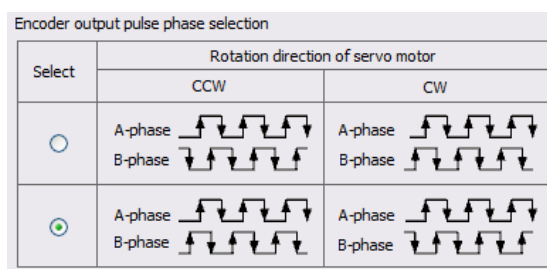 Encoder output pulse phase selection
Select
Rotation direction of servo motor
CCW
CW
A-phase
B-phase
A-phase
B-phase
A-phase
B-phase
A-phase
B-phase